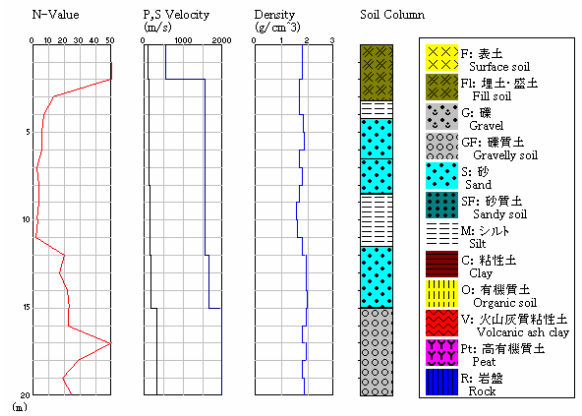 N-Value
P,S Velocity
(m/s)
Density
(g/cm^3)
Soil Column
0 10 20 30 40 50
0 1000 2000
0 1 2 3
5
10
15
20
(m)
F: 表土
Surface soil
Fl: 埋土・盛土
Fill soil
G: 礫
Gravel
GF: 礫質土
Gravelly soil
S: 砂
Sand
SF: 砂質土
Sandy soil
M: シルト
Silt
C: 粘性土
Clay
O: 有機質土
Organic soil
V: 火山灰質粘性土
Volcanic ash clay
Pt: 高有機質土
Peat
R: 岩盤
Rock